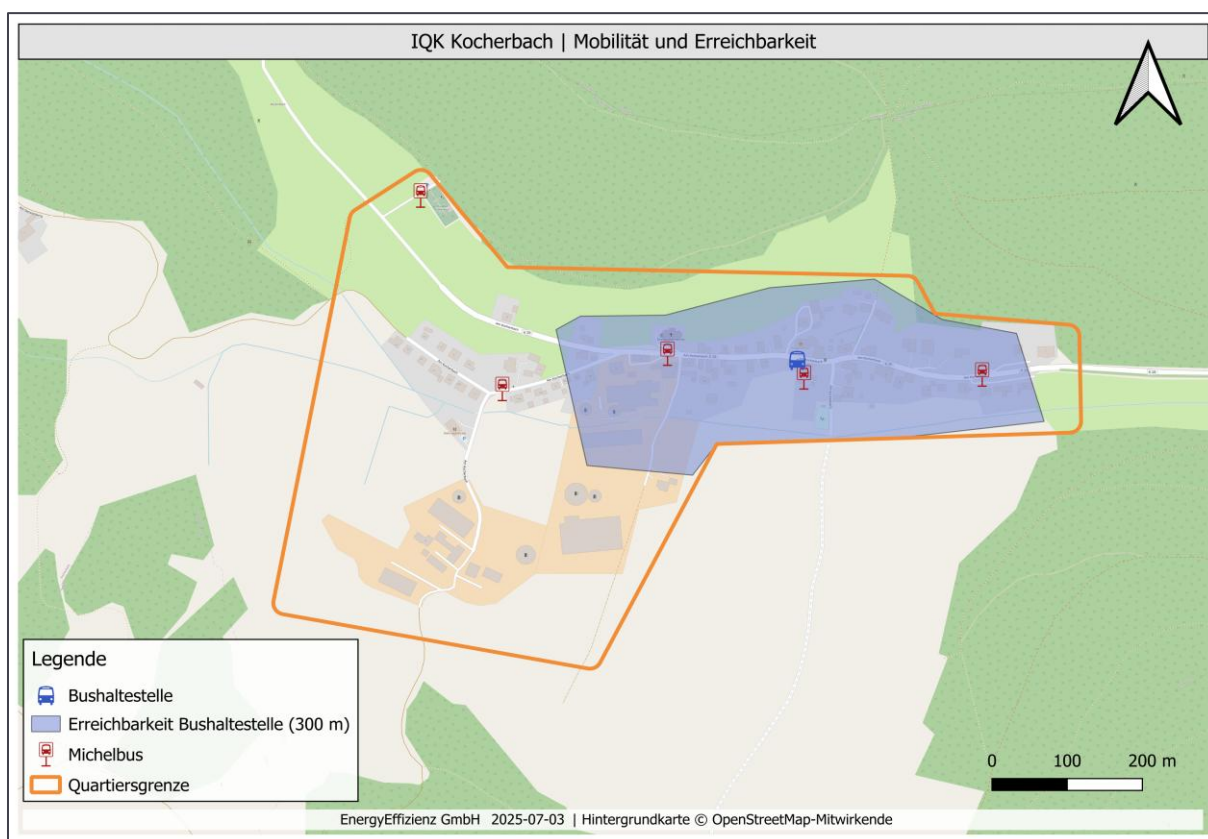 IQK Kocherbach | Mobilität und Erreichbarkeit
Legende
Bushaltestelle
Erreichbarkeit Bushaltestelle (300 m)
Michelbus
Quartiersgrenze
0 100 200 m
EnergyEffizienz GmbH 2025-07-03 | Hintergrundkarte © OpenStreetMap-Mitwirkende